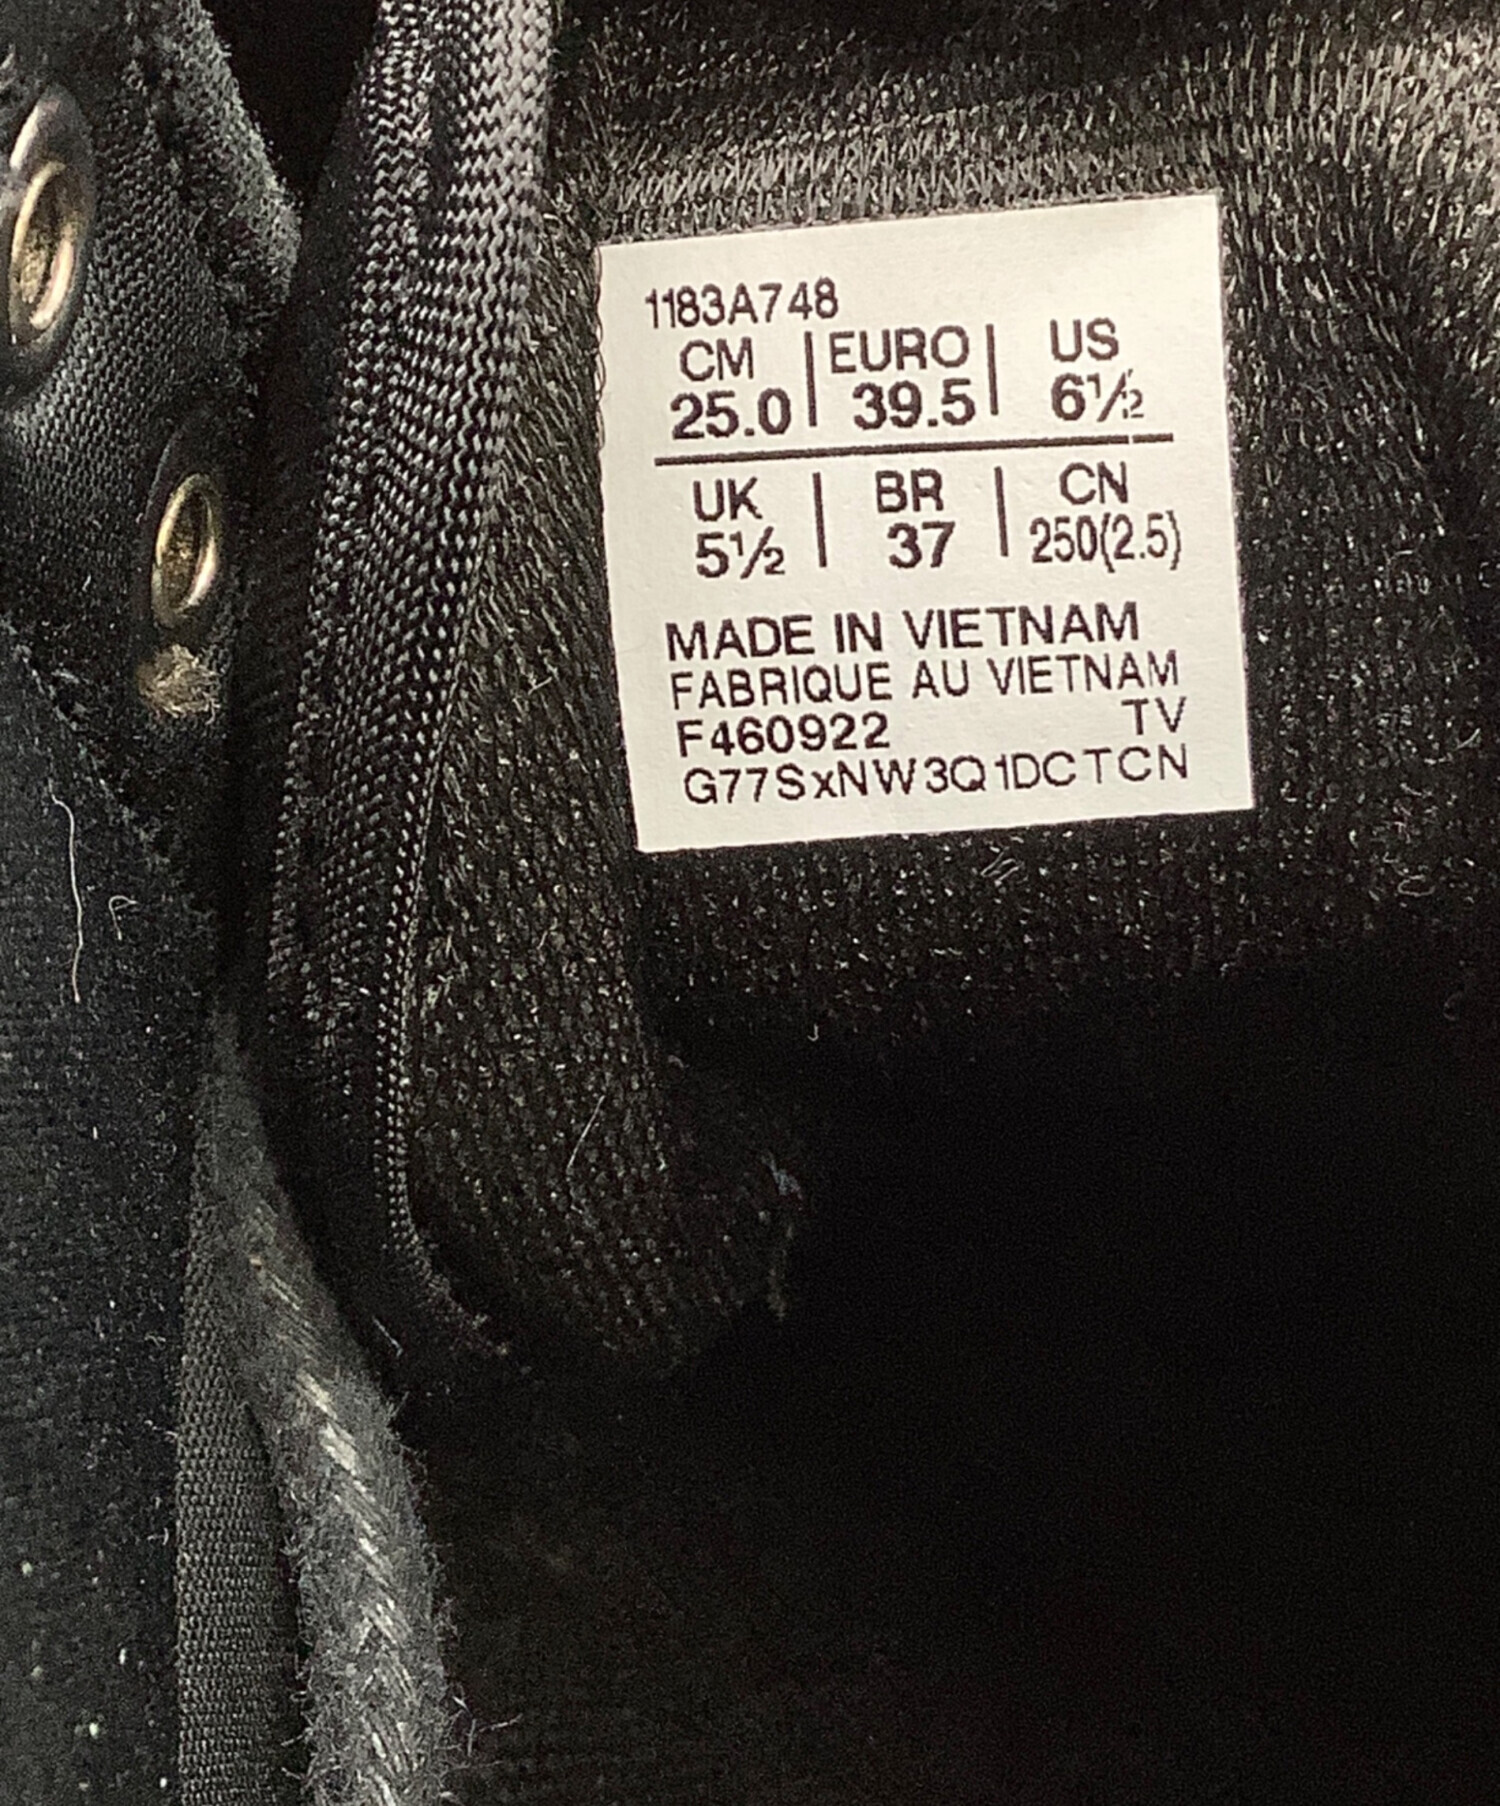 1183A748
CM | EURO | US
25.0 | 39.5 | 6½
UK | BR | CN
5½ | 37 | 250(2.5)
MADE IN VIETNAM
FABRIQUE AU VIETNAM
F460922 TV
G77SxNW3Q1DCTCN